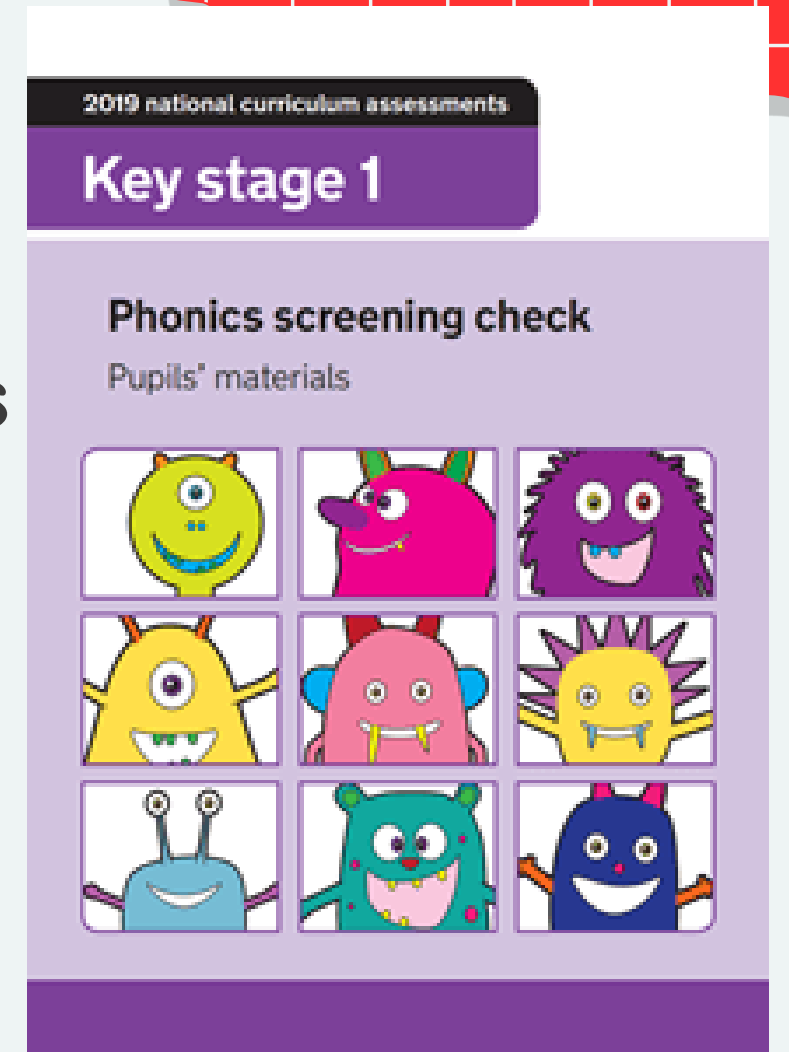 2019 national curriculum assessments
Key stage 1
Phonics screening check
Pupils' materials
s